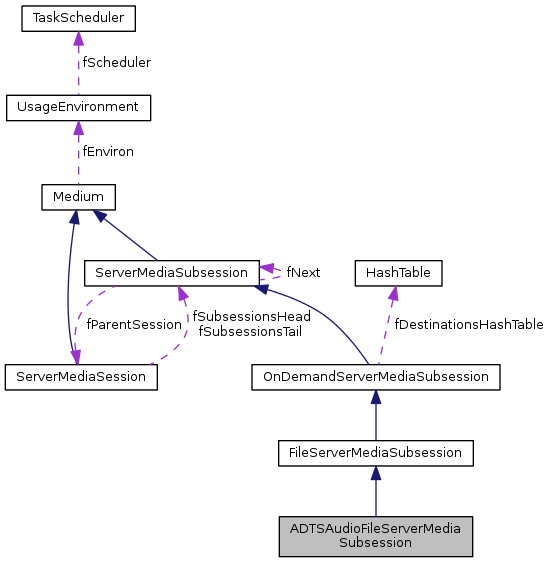 TaskScheduler
fScheduler
UsageEnvironment
fEnviron
Medium
ServerMediaSubsession
fNext
HashTable
fParentSession
fSubsessionsHead
fSubsessionsTail
fDestinationsHashTable
ServerMediaSession
OnDemandServerMediaSubsession
FileServerMediaSubsession
ADTSAudioFileServerMedia
Subsession